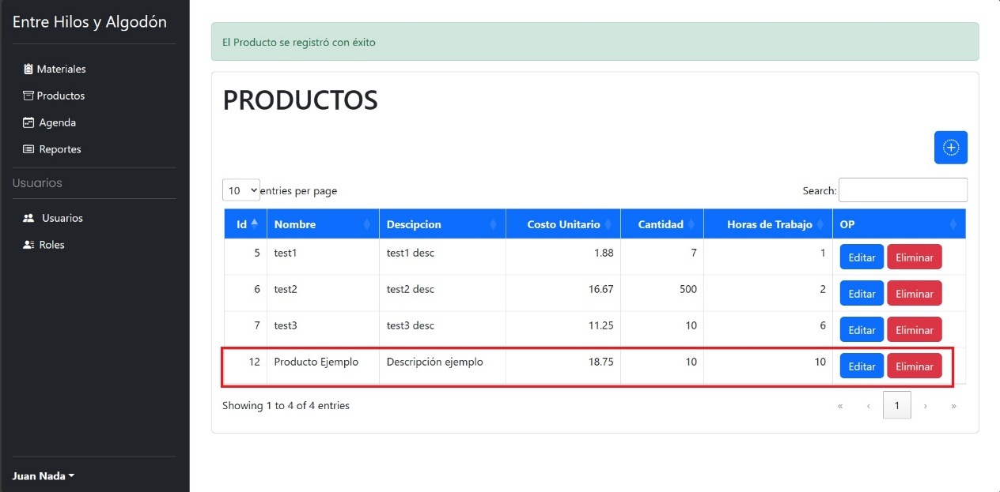 Entre Hilos y Algodón
Materiales
Productos
Agenda
Reportes
Usuarios
Usuarios
Roles
Juan Nada
El Producto se registró con éxito
PRODUCTOS
10 entries per page
Search:
Id Nombre Descipcion Costo Unitario Cantidad Horas de Trabajo OP
5 test1 test1 desc 1.88 7 1 Editar Eliminar
6 test2 test2 desc 16.67 500 2 Editar Eliminar
7 test3 test3 desc 11.25 10 6 Editar Eliminar
12 Producto Ejemplo Descripción ejemplo 18.75 10 10 Editar Eliminar
Showing 1 to 4 of 4 entries
« ‹ 1 › »